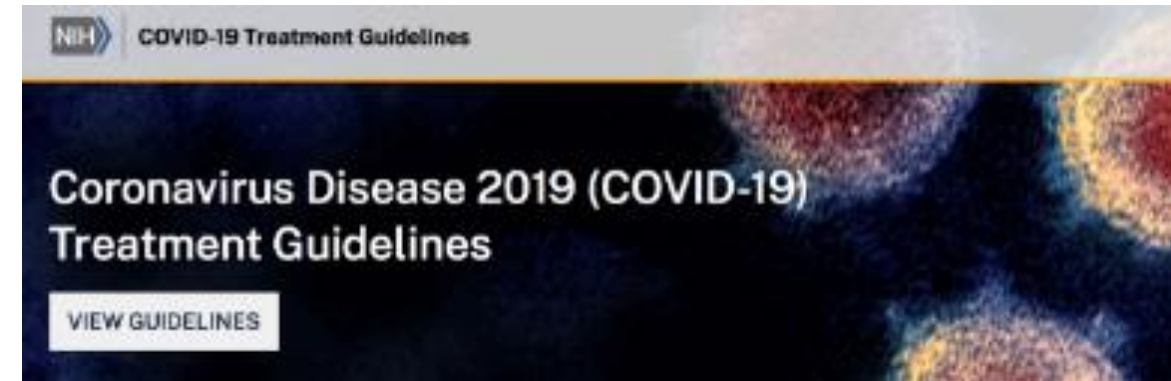 NIH COVID-19 Treatment Guidelines
Coronavirus Disease 2019 (COVID-19)
Treatment Guidelines
VIEW GUIDELINES